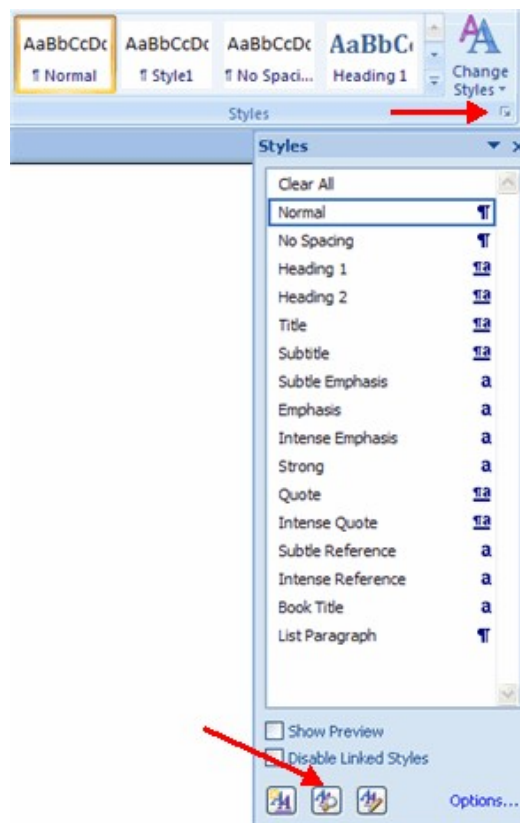 AaBbCcDc AaBbCcDc AaBbCcDc AaBbC
¶ Normal ¶ Style1 ¶ No Spaci... Heading 1 Change
Styles
Styles
Styles
Clear All
Normal ¶
No Spacing ¶
Heading 1 ¶a
Heading 2 ¶a
Title ¶a
Subtitle ¶a
Subtle Emphasis a
Emphasis a
Intense Emphasis a
Strong a
Quote ¶a
Intense Quote ¶a
Subtle Reference a
Intense Reference a
Book Title a
List Paragraph ¶
Show Preview
Disable Linked Styles
Options...